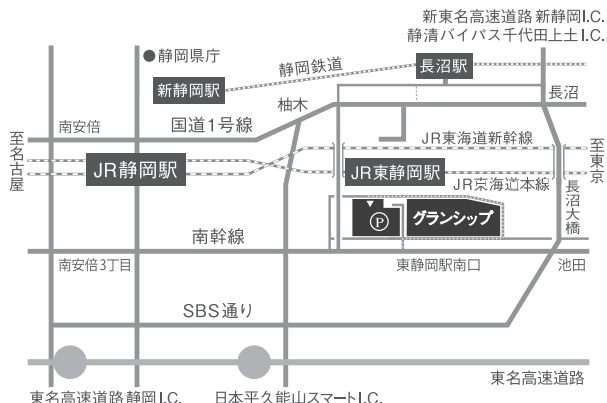 新東名高速道路 新静岡I.C.
静清バイパス千代田上土I.C.
●静岡県庁
静岡鉄道
長沼駅
新静岡駅
柚木
長沼
南安倍
国道1号線
JR東海道新幹線
至名古屋
JR静岡駅
JR東静岡駅
至東京
JR東海道本線
長沼大橋
P
グランシップ
南幹線
南安倍3丁目
東静岡駅南口
池田
SBS通り
東名高速道路
東名高速道路 静岡I.C.
日本平久能山スマートI.C.